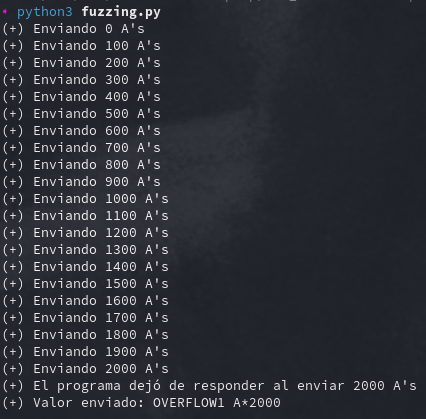 • python3 fuzzing.py
(+) Enviando 0 A's
(+) Enviando 100 A's
(+) Enviando 200 A's
(+) Enviando 300 A's
(+) Enviando 400 A's
(+) Enviando 500 A's
(+) Enviando 600 A's
(+) Enviando 700 A's
(+) Enviando 800 A's
(+) Enviando 900 A's
(+) Enviando 1000 A's
(+) Enviando 1100 A's
(+) Enviando 1200 A's
(+) Enviando 1300 A's
(+) Enviando 1400 A's
(+) Enviando 1500 A's
(+) Enviando 1600 A's
(+) Enviando 1700 A's
(+) Enviando 1800 A's
(+) Enviando 1900 A's
(+) Enviando 2000 A's
(+) El programa dejó de responder al enviar 2000 A's
(+) Valor enviado: OVERFLOW1 A*2000